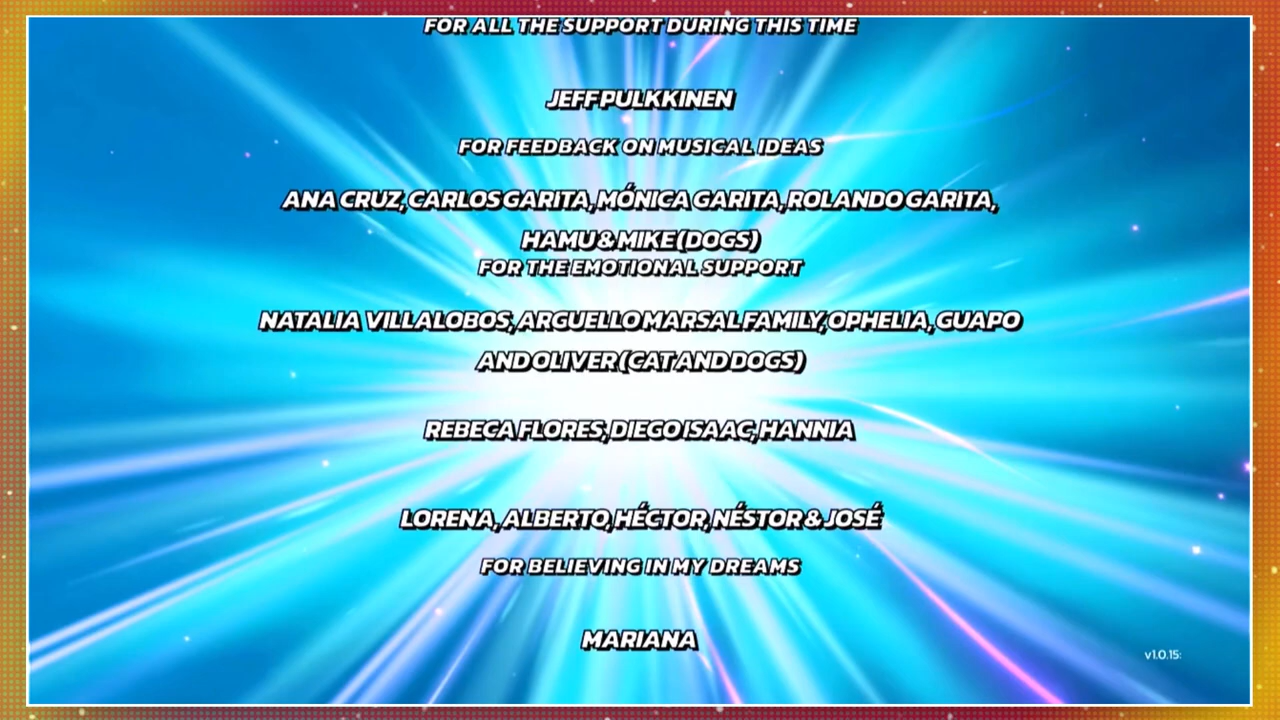 FOR ALL THE SUPPORT DURING THIS TIME
JEFF PULKKINEN
FOR FEEDBACK ON MUSICAL IDEAS
ANA CRUZ, CARLOS GARITA, MÓNICA GARITA, ROLANDO GARITA,
HAMU & MIKE (DOGS)
FOR THE EMOTIONAL SUPPORT
NATALIA VILLALOBOS, ARGUELLO MARSAL FAMILY, OPHELIA, GUAPO
AND OLIVER (CAT AND DOGS)
REBECA FLORES, DIEGO ISAAC, HANNIA
LORENA, ALBERTO, HÉCTOR, NÉSTOR & JOSÉ
FOR BELIEVING IN MY DREAMS
MARIANA
v1.0.15: